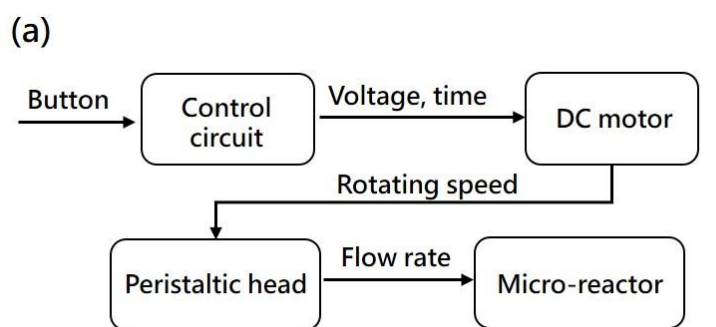 (a)
Button
Control
circuit
Voltage, time
DC motor
Rotating speed
Peristaltic head
Flow rate
Micro-reactor